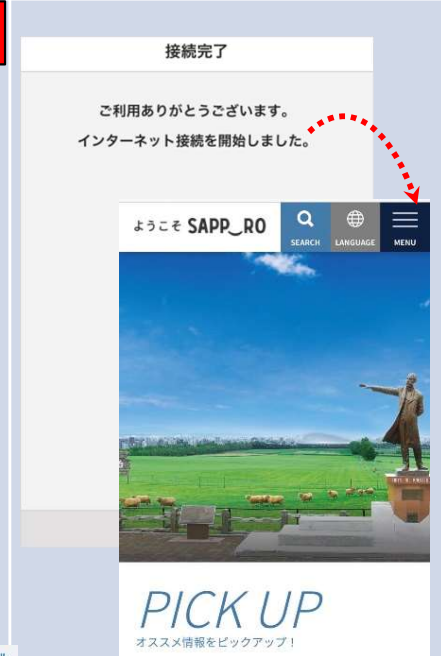 接続完了
ご利用ありがとうございます。
インターネット接続を開始しました。
ようこそ SAPP_RO
SEARCH
LANGUAGE
MENU
PICK UP
オススメ情報をピックアップ！